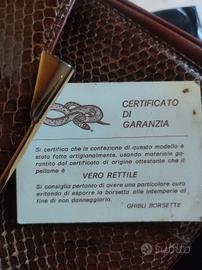 CERTIFICATO
DI
GARANZIA
Si certifica che la confezione di questo modello è
stata fatta artigianalmente, usando materiale ga-
rantito dal certificato di origine attestante che il
pellame è
VERO RETTILE
Si consiglia pertanto di avere una particolare cura
evitando di esporre la borsetta alle intemperie al
fine di non danneggiarla.
GHIBLI BORSETTE
subito